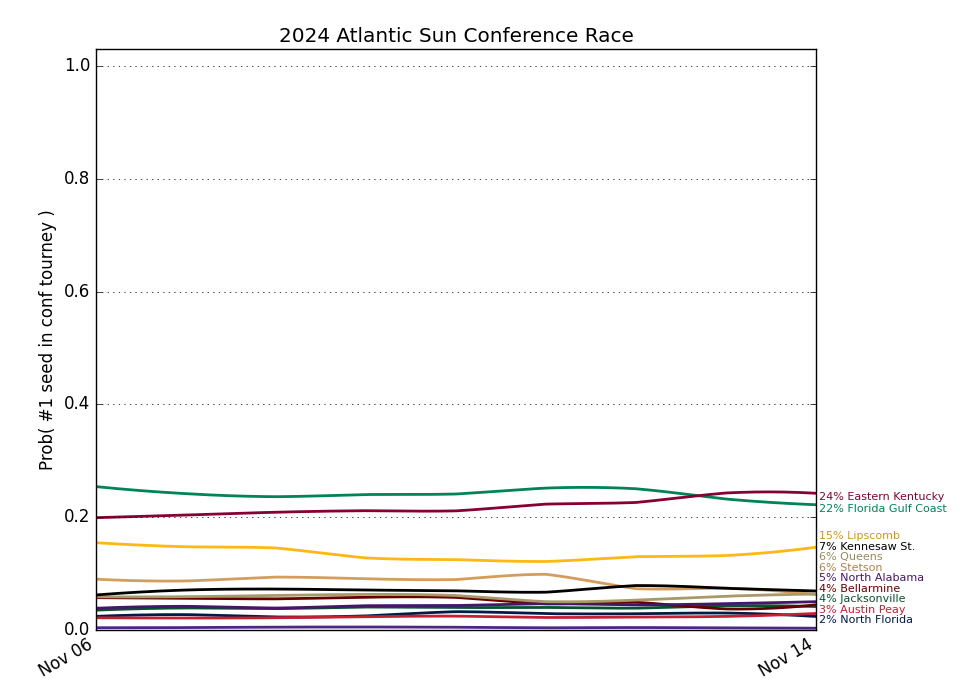 2024 Atlantic Sun Conference Race
Prob( #1 seed in conf tourney )
1.0
0.8
0.6
0.4
0.2
0.0
24% Eastern Kentucky
22% Florida Gulf Coast
15% Lipscomb
7% Kennesaw St.
6% Queens
6% Stetson
5% North Alabama
4% Bellarmine
4% Jacksonville
3% Austin Peay
2% North Florida
Nov 06
Nov 14